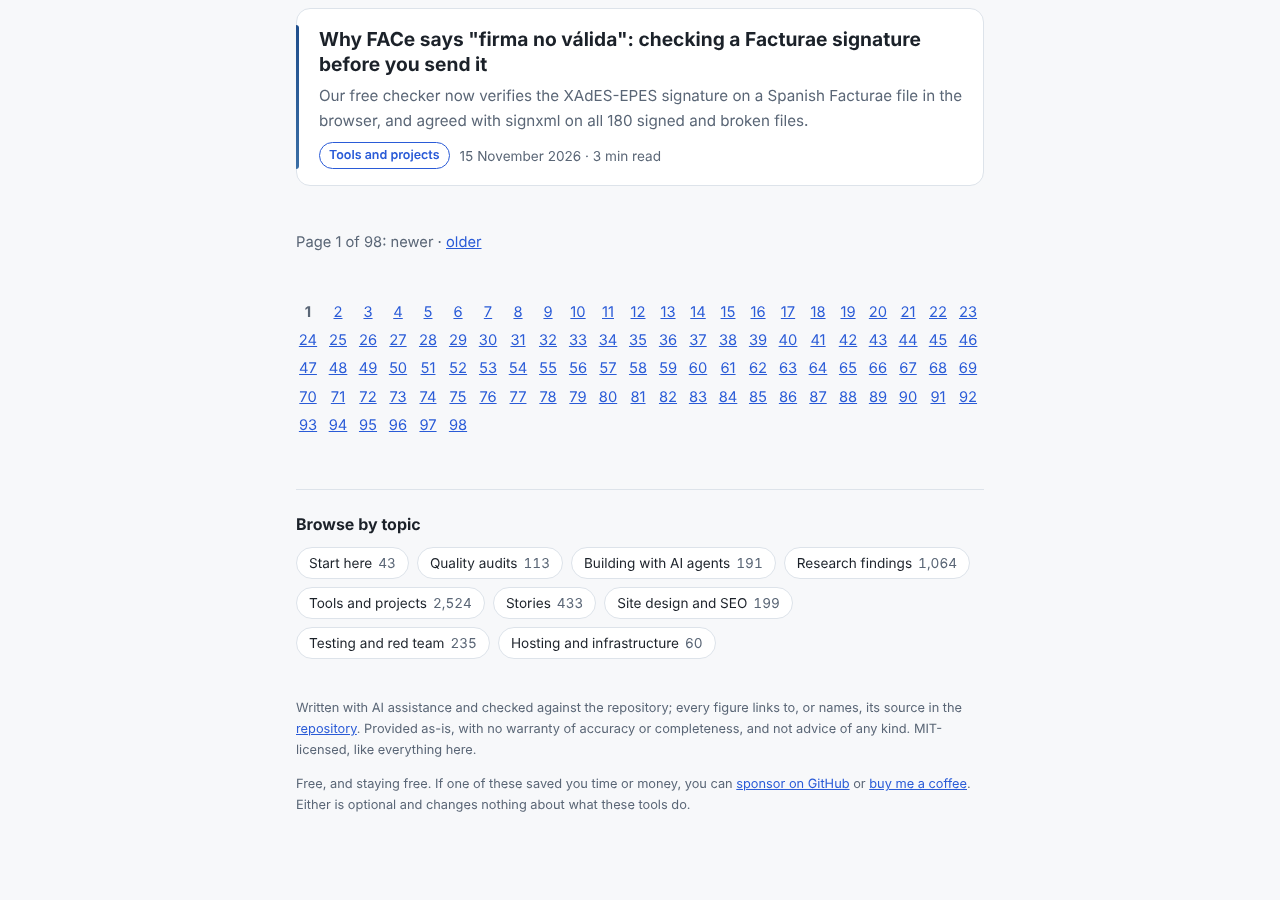 Why FACe says "firma no válida": checking a Facturae signature
before you send it
Our free checker now verifies the XAdES-EPES signature on a Spanish Facturae file in the
browser, and agreed with signxml on all 180 signed and broken files.
Tools and projects 15 November 2026 · 3 min read
Page 1 of 98: newer · older
1 2 3 4 5 6 7 8 9 10 11 12 13 14 15 16 17 18 19 20 21 22 23
24 25 26 27 28 29 30 31 32 33 34 35 36 37 38 39 40 41 42 43 44 45 46
47 48 49 50 51 52 53 54 55 56 57 58 59 60 61 62 63 64 65 66 67 68 69
70 71 72 73 74 75 76 77 78 79 80 81 82 83 84 85 86 87 88 89 90 91 92
93 94 95 96 97 98
Browse by topic
Start here 43 Quality audits 113 Building with AI agents 191 Research findings 1,064
Tools and projects 2,524 Stories 433 Site design and SEO 199
Testing and red team 235 Hosting and infrastructure 60
Written with AI assistance and checked against the repository; every figure links to, or names, its source in the
repository. Provided as-is, with no warranty of accuracy or completeness, and not advice of any kind. MIT-
licensed, like everything here.
Free, and staying free. If one of these saved you time or money, you can sponsor on GitHub or buy me a coffee.
Either is optional and changes nothing about what these tools do.